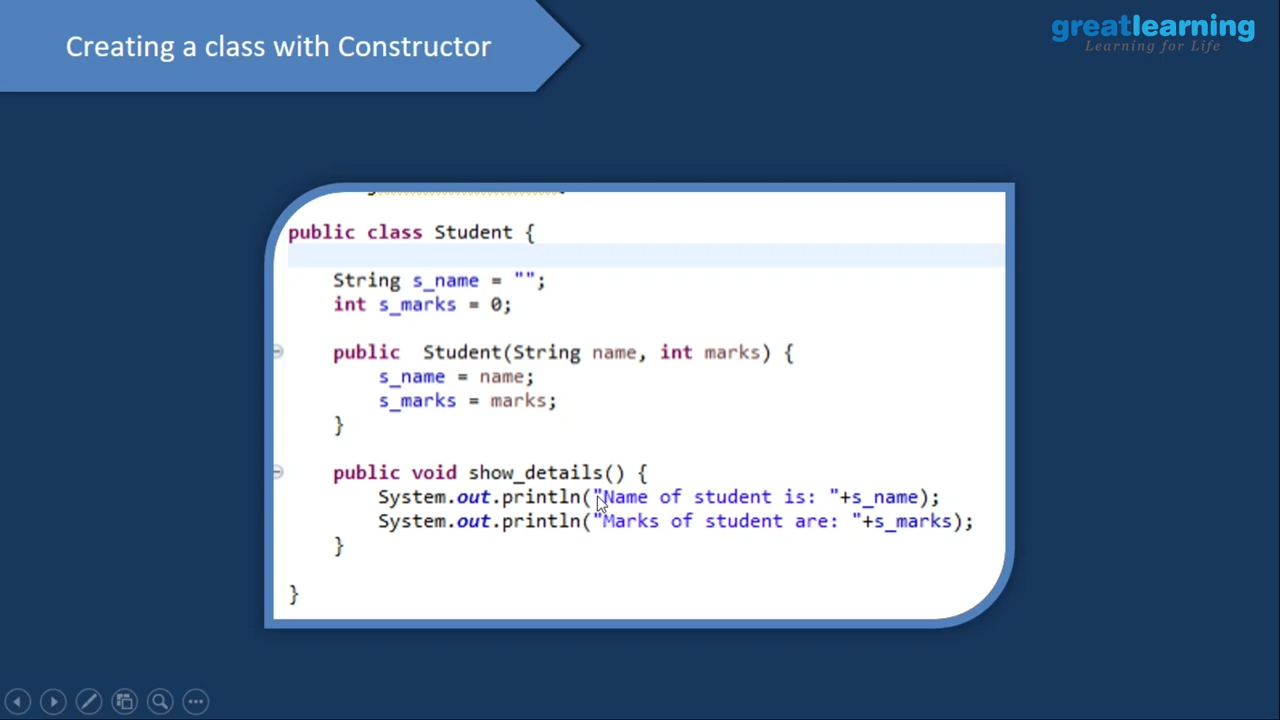 Creating a class with Constructor
greatlearning
Learning for Life
public class Student {
String s_name = "";
int s_marks = 0;
public  Student(String name, int marks) {
s_name = name;
s_marks = marks;
}
public void show_details() {
System.out.println("Name of student is: "+s_name);
System.out.println("Marks of student are: "+s_marks);
}
}